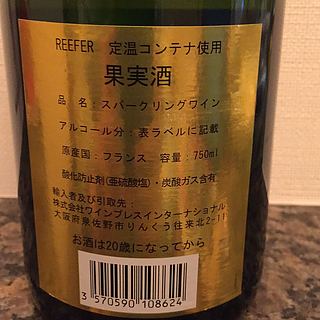 REEFER 定温コンテナ使用
果実酒
品 名：スパークリングワイン
アルコール分：表ラベルに記載
原産国：フランス 容量：750ml
酸化防止剤(亜硫酸塩)・炭酸ガス含有
輸入者及び引取先：
株式会社ワインプレスインターナショナル
大阪府泉佐野市りんくう往来北2-11
お酒は20歳になってから
3 570590 108624